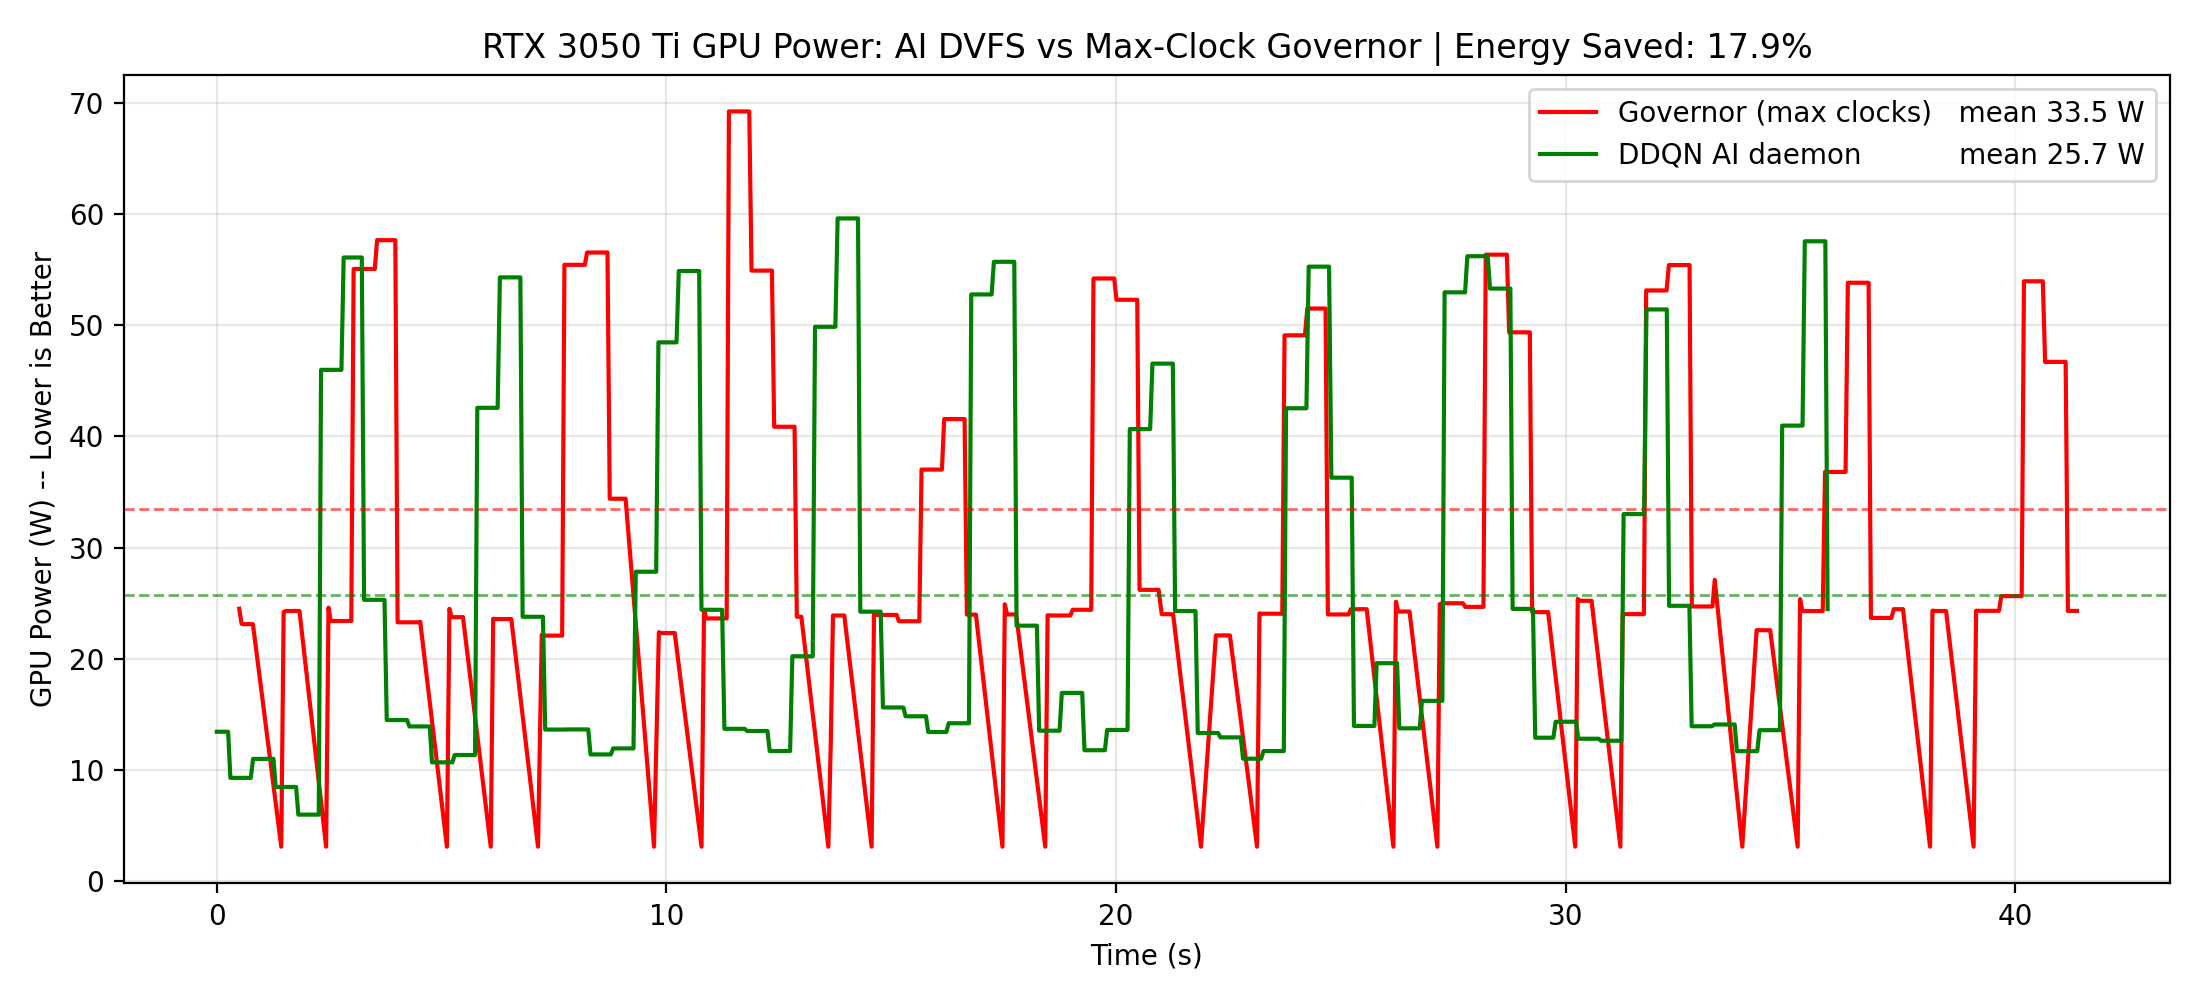 RTX 3050 Ti GPU Power: AI DVFS vs Max-Clock Governor | Energy Saved: 17.9%
Governor (max clocks)   mean 33.5 W
DDQN AI daemon   mean 25.7 W
GPU Power (W) -- Lower is Better
70
60
50
40
30
20
10
0
0 10 20 30 40
Time (s)